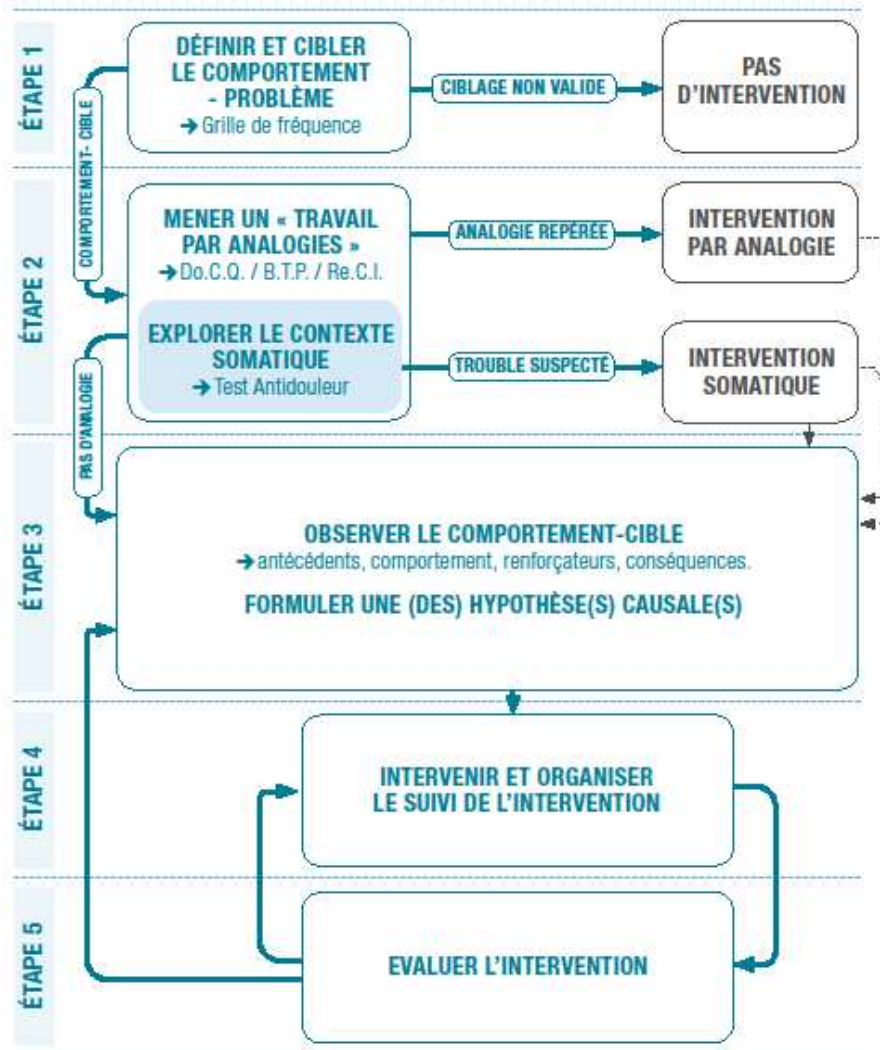 ÉTAPE 1
DÉFINIR ET CIBLER
LE COMPORTEMENT
- PROBLÈME
→ Grille de fréquence
CIBLAGE NON VALIDE
PAS
D'INTERVENTION
COMPORTEMENT- CIBLE
ÉTAPE 2
MENER UN « TRAVAIL
PAR ANALOGIES »
→ Do.C.Q. / B.T.P. / Re.C.I.
ANALOGIE REPÉRÉE
INTERVENTION
PAR ANALOGIE
EXPLORER LE CONTEXTE
SOMATIQUE
→ Test Antidouleur
TROUBLE SUSPECTÉ
INTERVENTION
SOMATIQUE
PAS D'ANALOGIE
ÉTAPE 3
OBSERVER LE COMPORTEMENT-CIBLE
→ antécédents, comportement, renforçateurs, conséquences.
FORMULER UNE (DES) HYPOTHÈSE(S) CAUSALE(S)
ÉTAPE 4
INTERVENIR ET ORGANISER
LE SUIVI DE L'INTERVENTION
ÉTAPE 5
EVALUER L'INTERVENTION